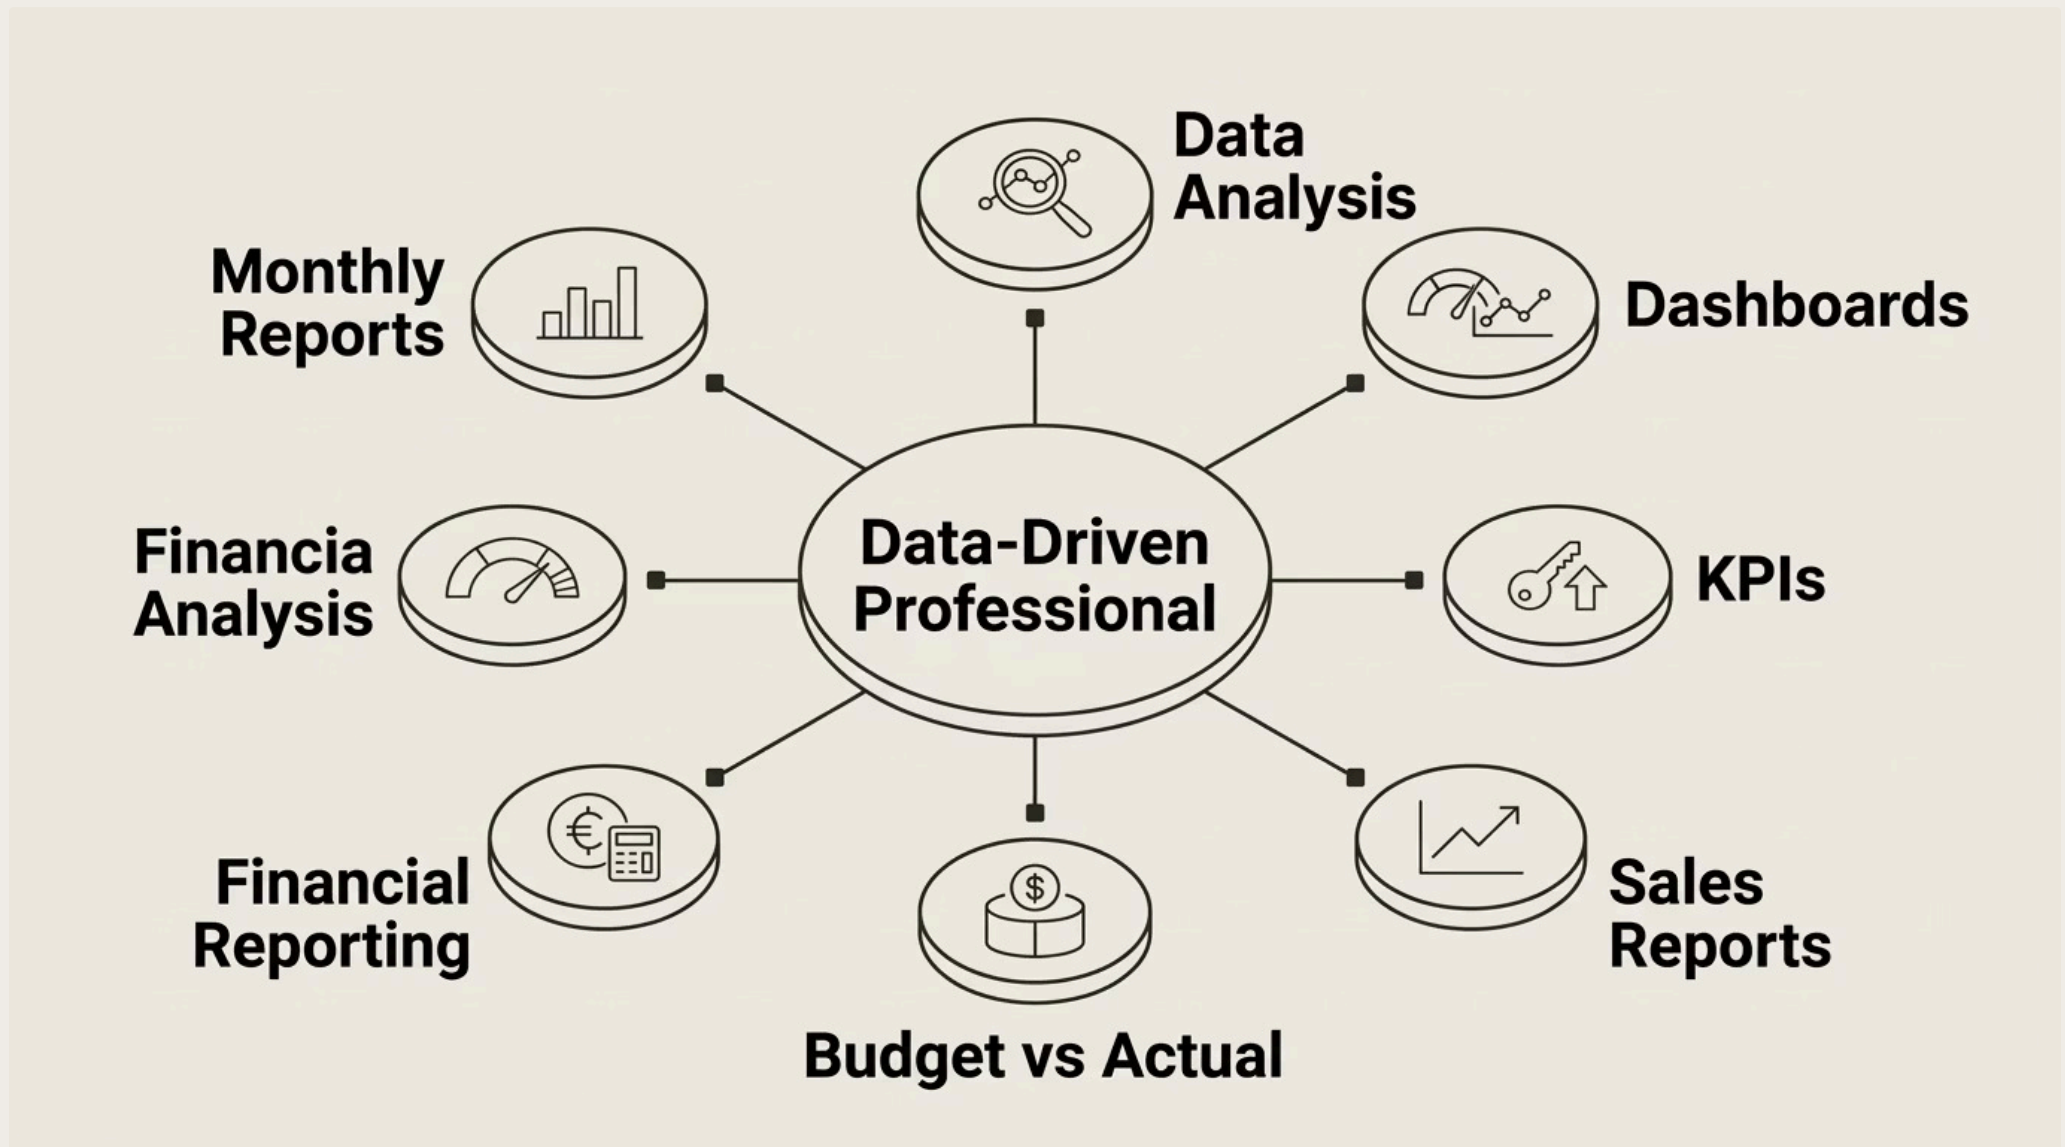 Data
Analysis
Monthly
Reports
Dashboards
Financia
Analysis
Data-Driven
Professional
KPIs
Financial
Reporting
€
$
Sales
Reports
Budget vs Actual